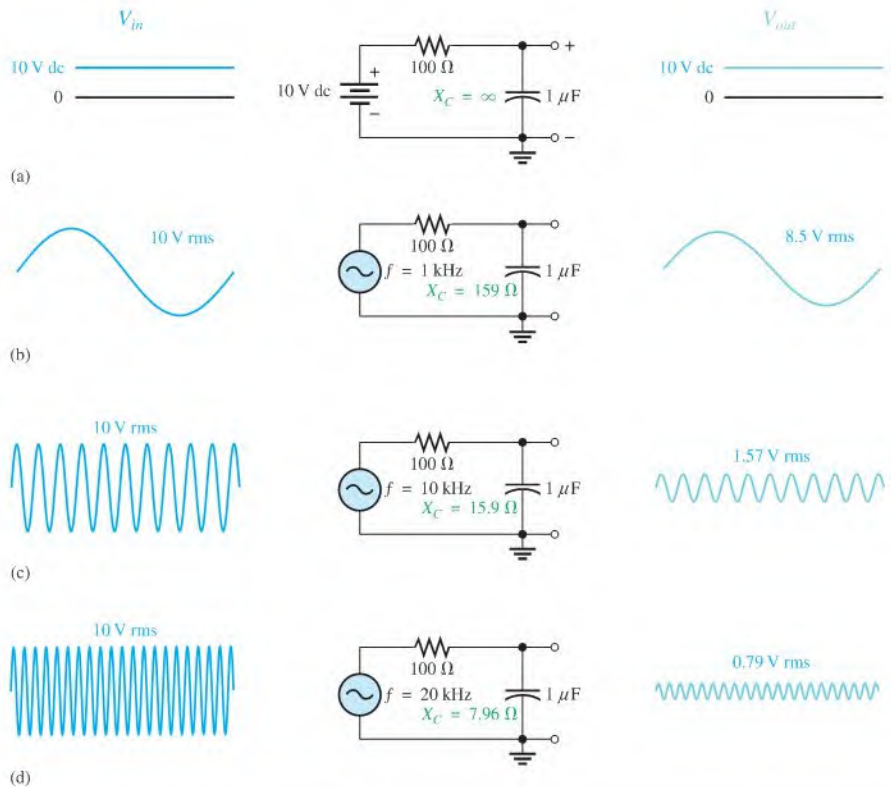 V_in
V_out
10 V dc
0
100 Ω
+
10 V dc
+
−
X_C = ∞
1 μF
−
10 V dc
0
(a)
10 V rms
100 Ω
f = 1 kHz
X_C = 159 Ω
1 μF
8.5 V rms
(b)
10 V rms
100 Ω
f = 10 kHz
X_C = 15.9 Ω
1 μF
1.57 V rms
(c)
10 V rms
100 Ω
f = 20 kHz
X_C = 7.96 Ω
1 μF
0.79 V rms
(d)